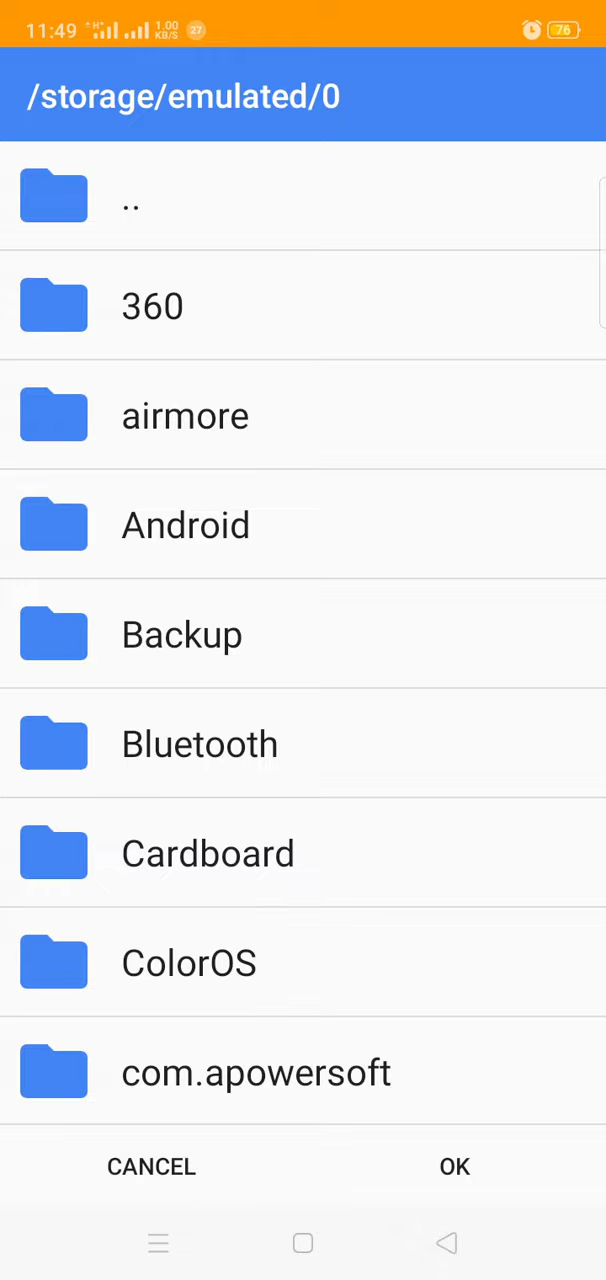 11:49 H+ 1.00 KB/S 27 76
/storage/emulated/0
..
360
airmore
Android
Backup
Bluetooth
Cardboard
ColorOS
com.apowersoft
CANCEL OK